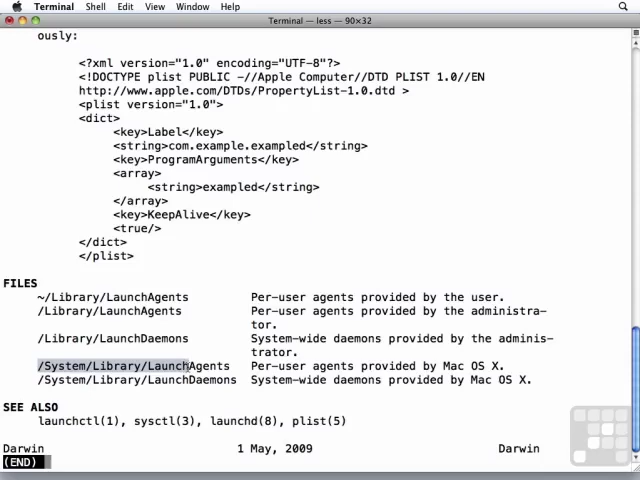 Terminal Shell Edit View Window Help
Terminal — less — 90×32
ously:
<?xml version="1.0" encoding="UTF-8"?>
<!DOCTYPE plist PUBLIC -//Apple Computer//DTD PLIST 1.0//EN
http://www.apple.com/DTDs/PropertyList-1.0.dtd >
<plist version="1.0">
<dict>
<key>Label</key>
<string>com.example.exampled</string>
<key>ProgramArguments</key>
<array>
<string>exampled</string>
</array>
<key>KeepAlive</key>
<true/>
</dict>
</plist>
FILES
~/Library/LaunchAgents Per-user agents provided by the user.
/Library/LaunchAgents Per-user agents provided by the administra-
tor.
/Library/LaunchDaemons System-wide daemons provided by the adminis-
trator.
/System/Library/LaunchAgents Per-user agents provided by Mac OS X.
/System/Library/LaunchDaemons System-wide daemons provided by Mac OS X.
SEE ALSO
launchctl(1), sysctl(3), launchd(8), plist(5)
Darwin 1 May, 2009 Darwin
(END)